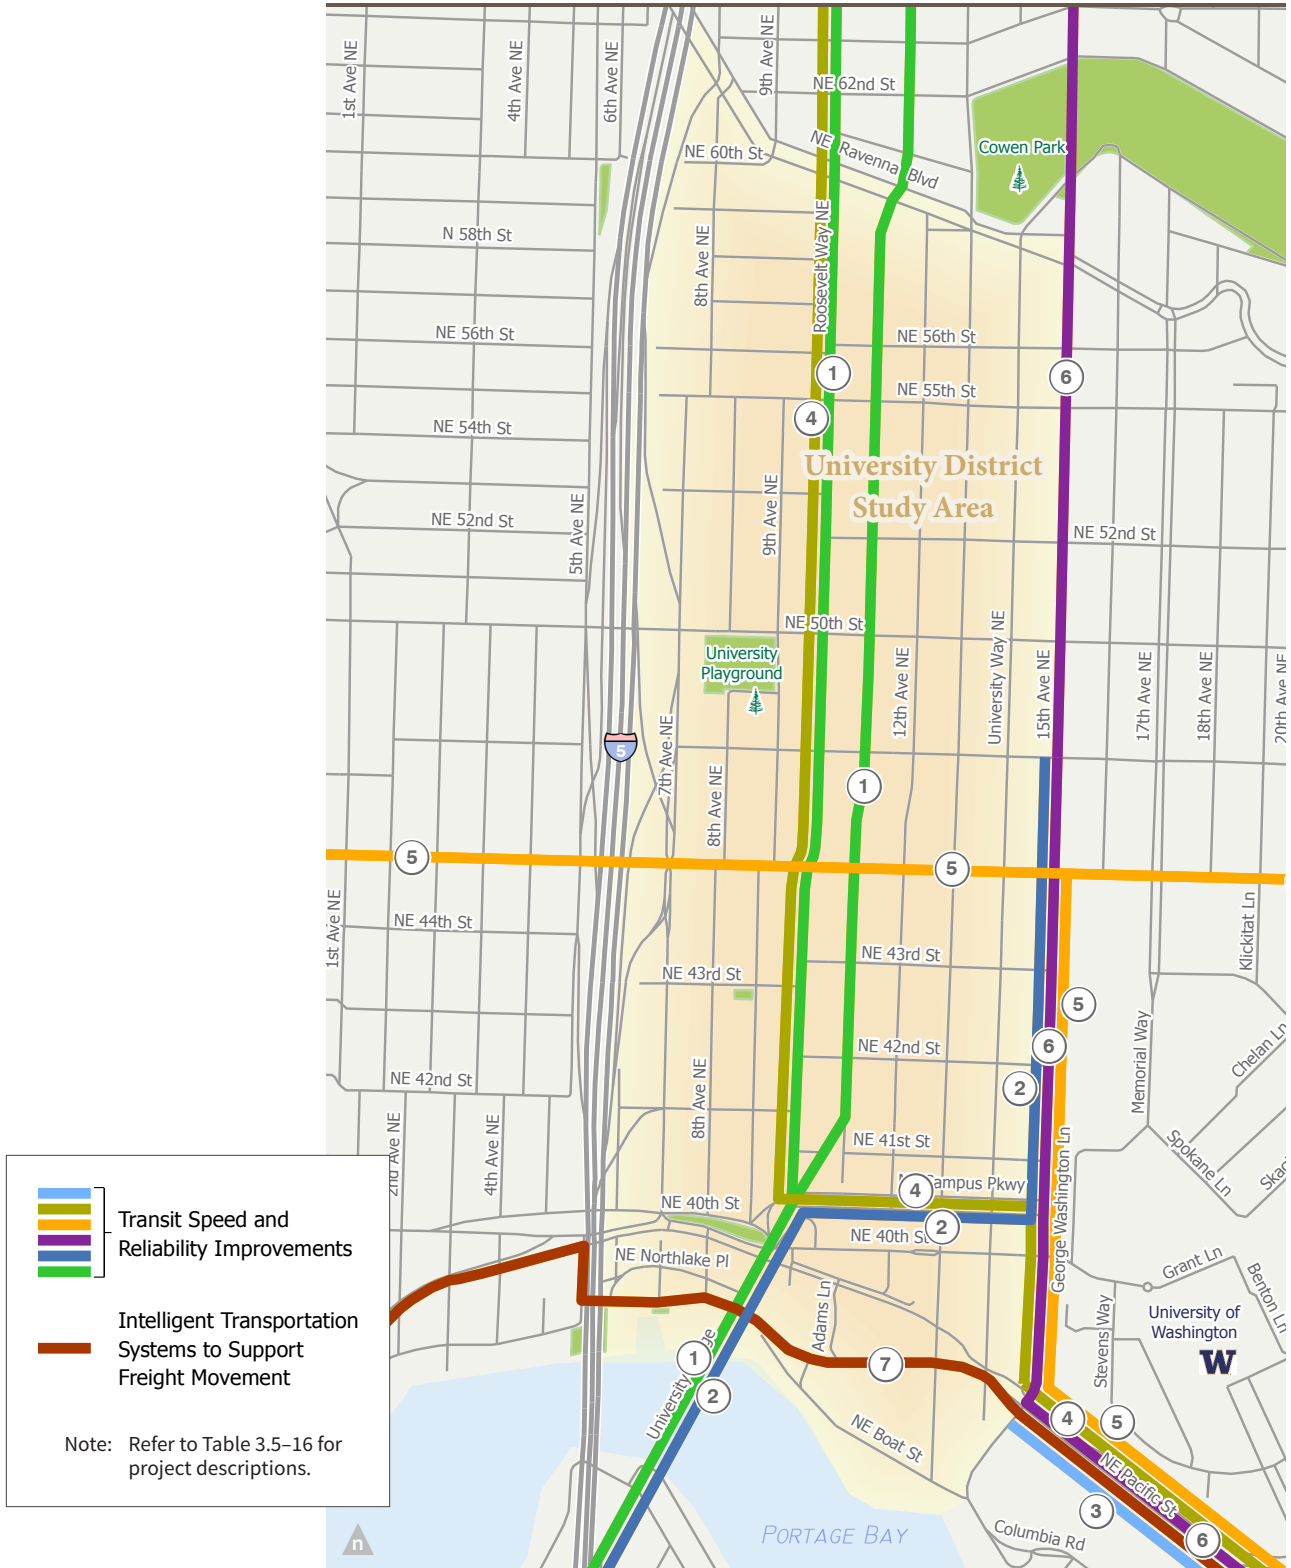 1st Ave NE
4th Ave NE
6th Ave NE
9th Ave NE
NE 62nd St
NE Ravenna Blvd
NE 60th St
Cowen Park
N 58th St
8th Ave NE
Roosevelt Way NE
NE 56th St
NE 56th St
1
6
NE 55th St
4
NE 54th St
University District
Study Area
NE 52nd St
5th Ave NE
9th Ave NE
NE 52nd St
NE 50th St
University
Playground
12th Ave NE
University Way NE
15th Ave NE
17th Ave NE
18th Ave NE
20th Ave NE
5
7th Ave NE
8th Ave NE
1
5
5
1st Ave NE
NE 44th St
NE 43rd St
NE 43rd St
Klickitat Ln
5
6
NE 42nd St
NE 42nd St
2
Memorial Way
Chelan Ln
2nd Ave NE
4th Ave NE
8th Ave NE
NE 41st St
George Washington Ln
Spokane Ln
4
Campus Pkwy
NE 40th St
2
NE 40th St
NE Northlake Pl
Grant Ln
Benton Ln
Adams Ln
Stevens Way
University of
Washington
W
1
7
2
University
4
5
NE Boat St
NE Pacific St
3
6
Columbia Rd
PORTAGE BAY
n
Transit Speed and
Reliability Improvements
Intelligent Transportation
Systems to Support
Freight Movement
Note: Refer to Table 3.5–16 for
project descriptions.